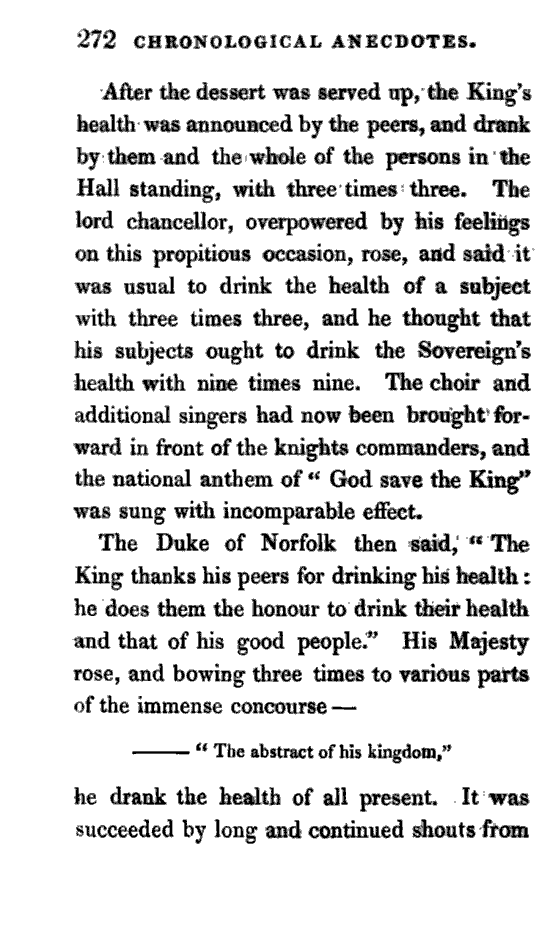 272 CHRONOLOGICAL ANECDOTES.
After the dessert was served up, the King's
health was announced by the peers, and drank
by them and the whole of the persons in the
Hall standing, with three times three. The
lord chancellor, overpowered by his feelings
on this propitious occasion, rose, and said it
was usual to drink the health of a subject
with three times three, and he thought that
his subjects ought to drink the Sovereign's
health with nine times nine. The choir and
additional singers had now been brought for-
ward in front of the knights commanders, and
the national anthem of “ God save the King”
was sung with incomparable effect.
The Duke of Norfolk then said, “ The
King thanks his peers for drinking his health :
he does them the honour to drink their health
and that of his good people.” His Majesty
rose, and bowing three times to various parts
of the immense concourse —
——— “ The abstract of his kingdom,”
he drank the health of all present. It was
succeeded by long and continued shouts from